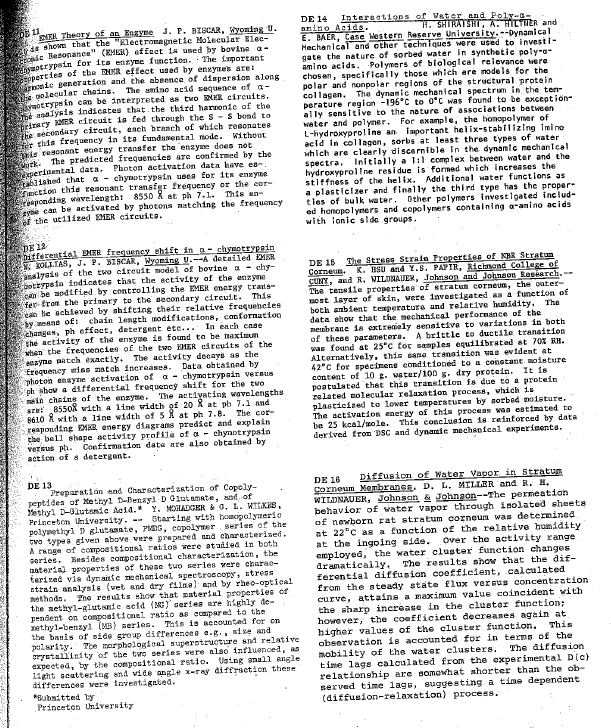 DE 11
EMER Theory of an Enzyme J. P. BISCAR, Wyoming U.
is shown that the "Electromagnetic Molecular Elec-
Resonance" (EMER) effect is used by bovine α -
chymotrypsin for its enzyme function. The important
properties of the EMER effect used by enzymes are:
generation and the absence of dispersion along
molecular chains. The amino acid sequence of α-
chymotrypsin can be interpreted as two EMER circuits.
analysis indicates that the third harmonic of the
primary EMER circuit is fed through the S - S bond to
the secondary circuit, each branch of which resonates
this frequency in its fundamental mode. Without
this resonant energy transfer the enzyme does not
work. The predicted frequencies are confirmed by the
experimental data. Photon activation data have es-
tablished that α - chymotrypsin uses for its enzyme
function this resonant transfer frequency or the cor-
responding wavelength: 8550 Å at ph 7.1. This en-
zyme can be activated by photons matching the frequency
of the utilized EMER circuits.
DE 12
Differential EMER frequency shift in α - chymotrypsin
W. KOLLIAS, J. P. BISCAR, Wyoming U.--A detailed EMER
analysis of the two circuit model of bovine α - chy-
motrypsin indicates that the activity of the enzyme
can be modified by controlling the EMER energy trans-
fer from the primary to the secondary circuit. This
can be achieved by shifting their relative frequencies
by means of: chain length modifications, conformation
changes, ph effect, detergent etc... In each case
the activity of the enzyme is found to be maximum
when the frequencies of the two EMER circuits of the
enzyme match exactly. The activity decays as the
frequency miss match increases. Data obtained by
photon enzyme activation of α - chymotrypsin versus
ph show a differential frequency shift for the two
main chains of the enzyme. The activating wavelengths
are: 8550Å with a line width of 20 Å at ph 7.1 and
8610 Å with a line width of 5 Å at ph 7.8. The cor-
responding EMER energy diagrams predict and explain
the bell shape activity profile of α - chymotrypsin
versus ph. Confirmation data are also obtained by
action of a detergent.
DE 13
Preparation and Characterization of Copoly-
peptides of Methyl D-Benzyl D Glutamate, and of
Methyl D-Glutamic Acid.* Y. MOHADGER & G. L. WILKES,
Princeton University. -- Starting with homopolymeric
polymethyl D glutamate, PMDG, copolymer series of the
two types given above were prepared and characterized.
A range of compositional ratios were studied in both
series. Besides compositional characterization, the
material properties of these two series were charac-
terized via dynamic mechanical spectroscopy, stress
strain analysis (wet and dry films) and by rheo-optical
methods. The results show that material properties of
the methyl-glutamic acid (NG) series are highly de-
pendent on compositional ratio as compared to the
methyl-benzyl (MB) series. This is accounted for on
the basis of side group differences e.g., size and
polarity. The morphological superstructure and relative
crystallinity of the two series were also influenced, as
expected, by the compositional ratio. Using small angle
light scattering and wide angle x-ray diffraction these
differences were investigated.
*Submitted by
Princeton University
DE 14 Interactions of Water and Poly-α-
amino Acids. H. SHIRAISHI, A. HILTNER and
E. BAER, Case Western Reserve University.--Dynamical
Mechanical and other techniques were used to investi-
gate the nature of sorbed water in synthetic poly-α-
amino acids. Polymers of biological relevance were
chosen, specifically those which are models for the
polar and nonpolar regions of the structural protein
collagen. The dynamic mechanical spectrum in the tem-
perature region -196°C to 0°C was found to be exception-
ally sensitive to the nature of associations between
water and polymer. For example, the homopolymer of
L-hydroxyproline an important helix-stabilizing imino
acid in collagen, sorbs at least three types of water
which are clearly discernible in the dynamic mechanical
spectra. Initially a 1:1 complex between water and the
hydroxyproline residue is formed which increases the
stiffness of the helix. Additional water functions as
a plasticizer and finally the third type has the proper-
ties of bulk water. Other polymers investigated includ-
ed homopolymers and copolymers containing α-amino acids
with ionic side groups.
DE 15 The Stress Strain Properties of NBR Stratum
Corneum. K. HSU and Y.S. PAPIR, Richmond College of
CUNY, and R. WILDNAUER, Johnson and Johnson Research.--
The tensile properties of stratum corneum, the outer-
most layer of skin, were investigated as a function of
both ambient temperature and relative humidity. The
data show that the mechanical performance of the
membrane is extremely sensitive to variations in both
of these parameters. A brittle to ductile transition
was found at 25°C for samples equilibrated at 70% RH.
Alternatively, this same transition was evident at
42°C for specimens conditioned to a constant moisture
content of 10 g. water/100 g. dry protein. It is
postulated that this transition is due to a protein
related molecular relaxation process, which is
plasticized to lower temperatures by sorbed moisture.
The activation energy of this process was estimated to
be 25 kcal/mole. This conclusion is reinforced by data
derived from DSC and dynamic mechanical experiments.
DE 16 Diffusion of Water Vapor in Stratum
Corneum Membranes. D. L. MILLER and R. H.
WILDNAUER, Johnson & Johnson--The permeation
behavior of water vapor through isolated sheets
of newborn rat stratum corneum was determined
at 22°C as a function of the relative humidity
at the ingoing side. Over the activity range
employed, the water cluster function changes
dramatically. The results show that the dif-
ferential diffusion coefficient, calculated
from the steady state flux versus concentration
curve, attains a maximum value coincident with
the sharp increase in the cluster function;
however, the coefficient decreases again at
higher values of the cluster function. This
observation is accounted for in terms of the
mobility of the water clusters. The diffusion
time lags calculated from the experimental D(c)
relationship are somewhat shorter than the ob-
served time lags, suggesting a time dependent
(diffusion-relaxation) process.